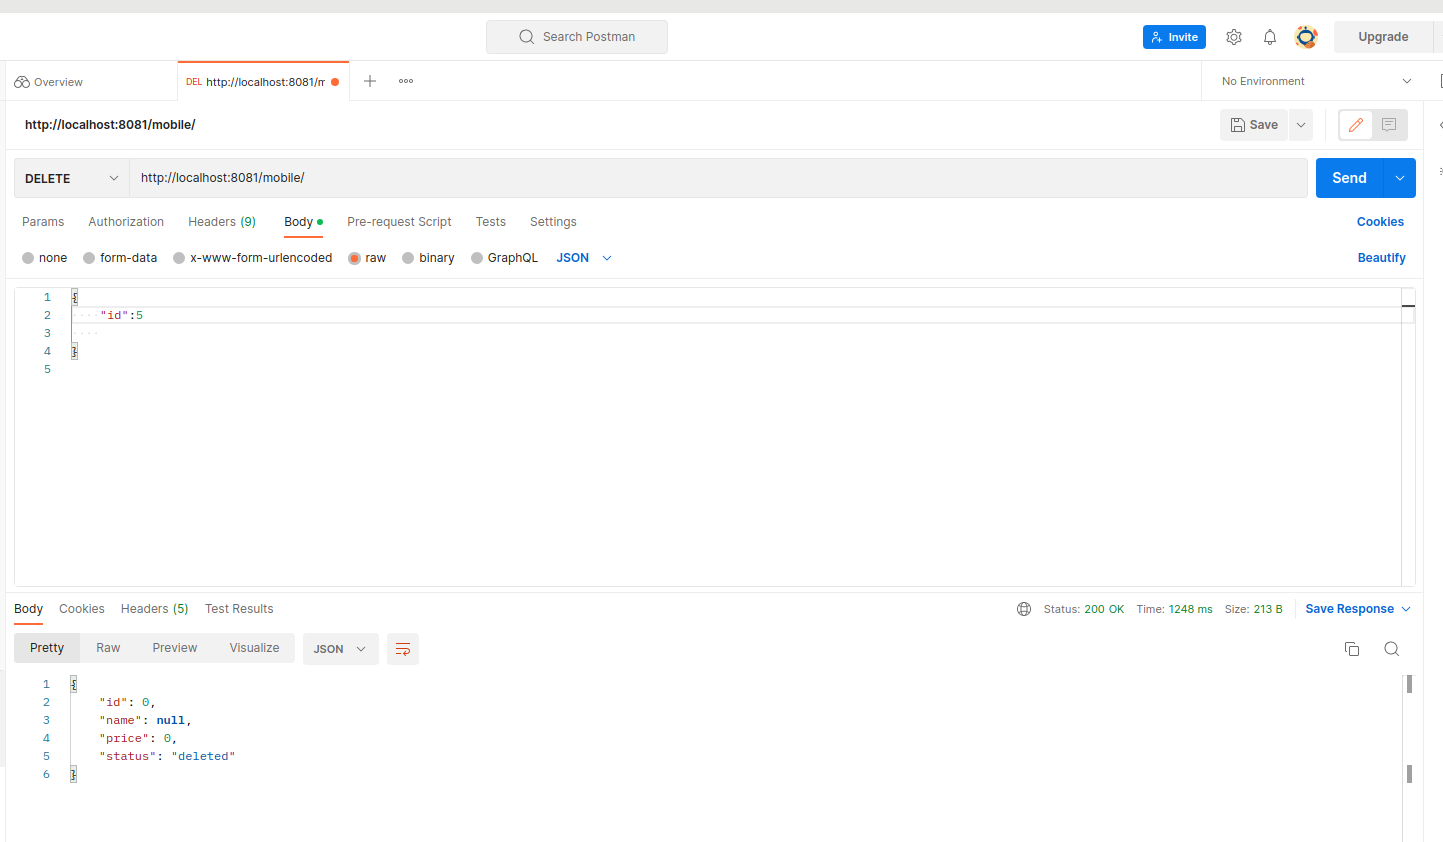 Search Postman
Invite
Upgrade
Overview
DEL http://localhost:8081/m
No Environment
http://localhost:8081/mobile/
Save
DELETE
http://localhost:8081/mobile/
Send
Params Authorization Headers (9) Body Pre-request Script Tests Settings Cookies
none form-data x-www-form-urlencoded raw binary GraphQL JSON Beautify
1 {
2 "id":5
3
4 }
5
Body Cookies Headers (5) Test Results Status: 200 OK Time: 1248 ms Size: 213 B Save Response
Pretty Raw Preview Visualize JSON
1 {
2 "id": 0,
3 "name": null,
4 "price": 0,
5 "status": "deleted"
6 }